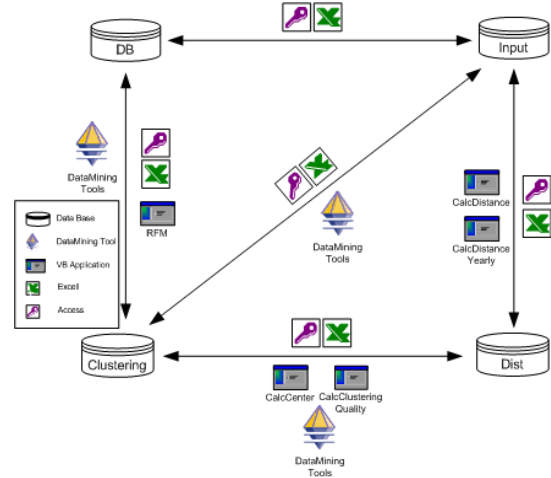 DB
Input
DataMining
Tools
RFM
CalcDistance
CalcDistance
Yearly
DataMining
Tools
Data Base
DataMining Tool
VB Application
Excell
Access
Clustering
Dist
CalcCenter
CalcClustering
Quality
DataMining
Tools